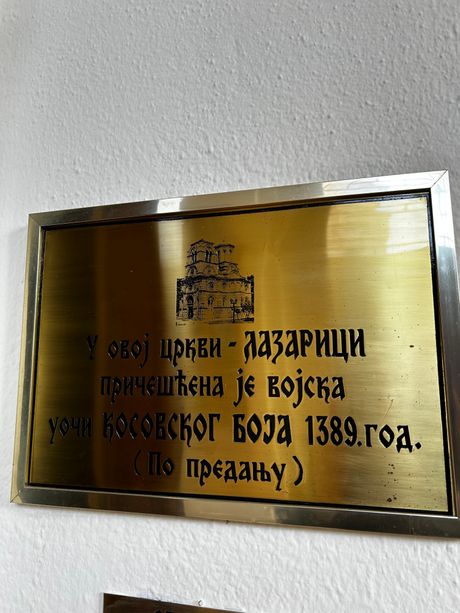 У овој цркви - ЛАЗАРИЦИ
причешћена је војска
уочи КОСОВСКОГ БОЈА 1389.год.
(По предању)